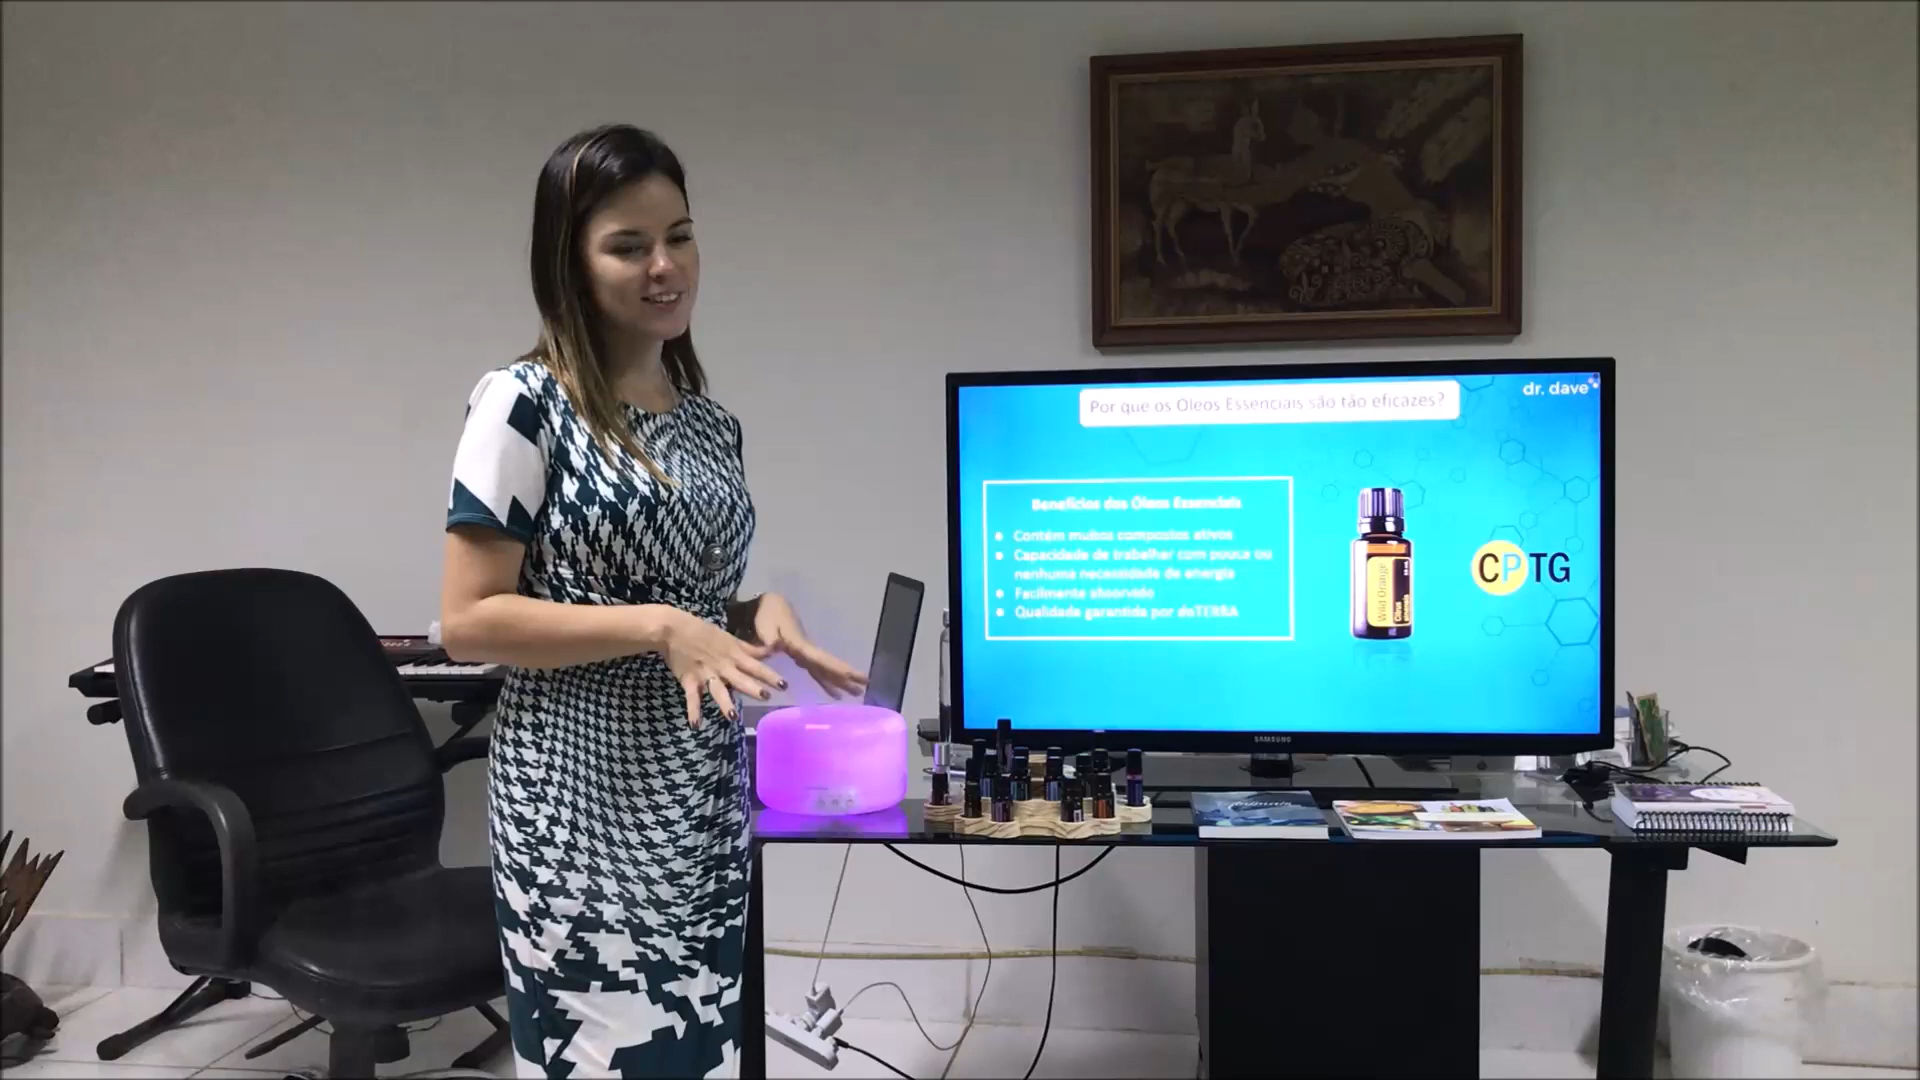 dr. dave
Por que os Óleos Essenciais são tão eficazes?
Benefícios dos Óleos Essenciais
• Contém muitos compostos ativos
• Capacidade de trabalhar com pouca ou
nenhuma necessidade de energia
• Facilmente absorvido
• Qualidade garantida por doTERRA
Wild Orange
CPTG
SAMSUNG